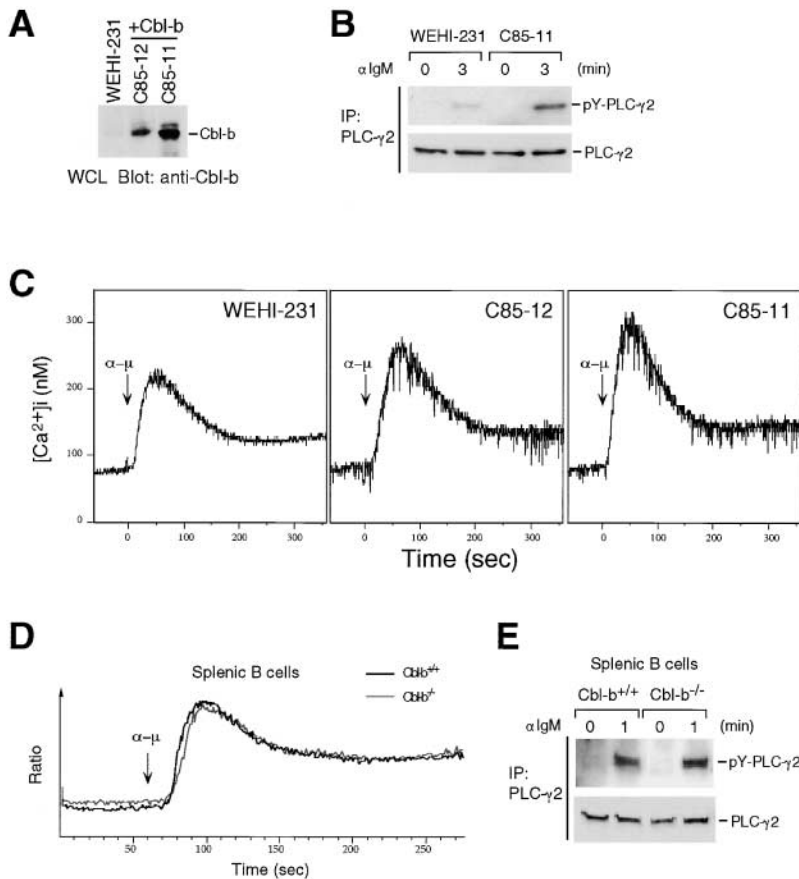 A
+Cbl-b
WEHI-231
C85-12
C85-11
–Cbl-b
WCL Blot: anti-Cbl-b
B
WEHI-231 C85-11
αIgM 0 3 0 3 (min)
IP:
PLC-γ2
–pY-PLC-γ2
–PLC-γ2
C
WEHI-231
C85-12
C85-11
α–μ
α–μ
α–μ
[Ca²⁺]i (nM)
300
200
100
0
0 100 200 300
0 100 200 300
0 100 200 300
Time (sec)
D
Splenic B cells
Cbl-b+/+
Cbl-b-/-
α–μ
Ratio
50 100 150 200 250
Time (sec)
E
Splenic B cells
Cbl-b+/+ Cbl-b−/−
αIgM 0 1 0 1 (min)
IP:
PLC-γ2
–pY-PLC-γ2
–PLC-γ2